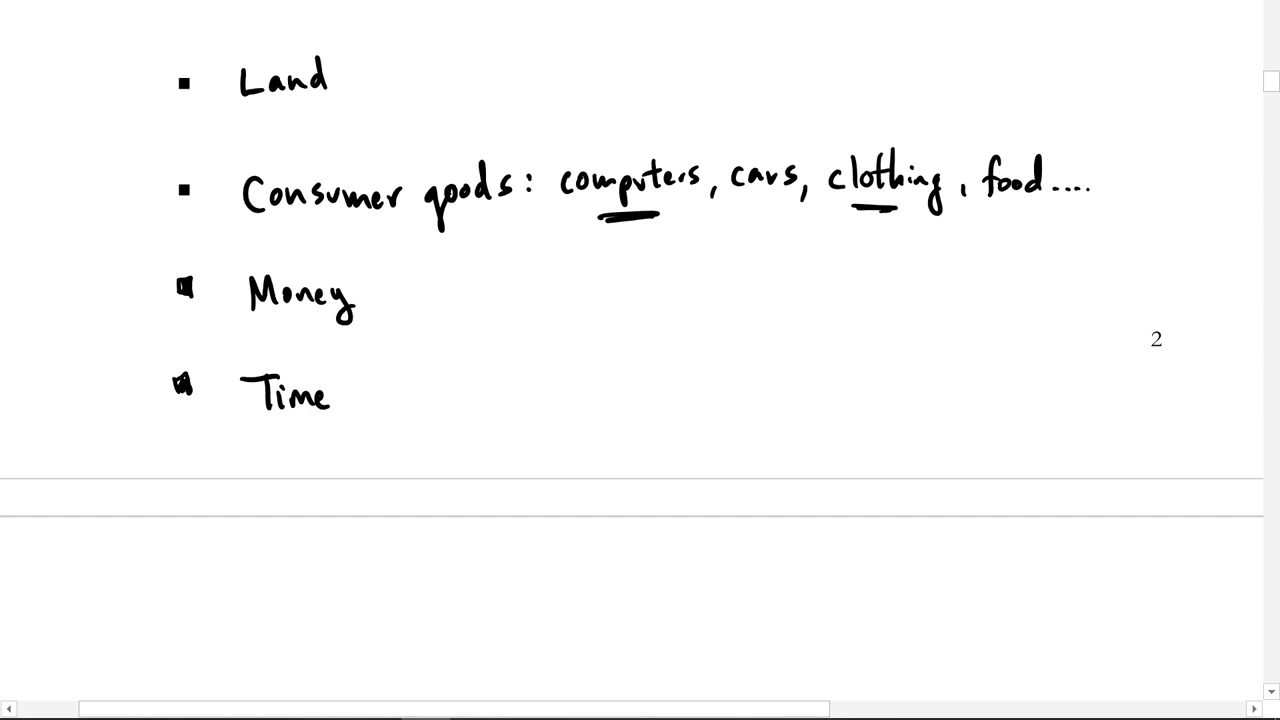 ▪ Land
▪ Consumer goods: computers, cars, clothing, food....
▪ Money
2
▪ Time